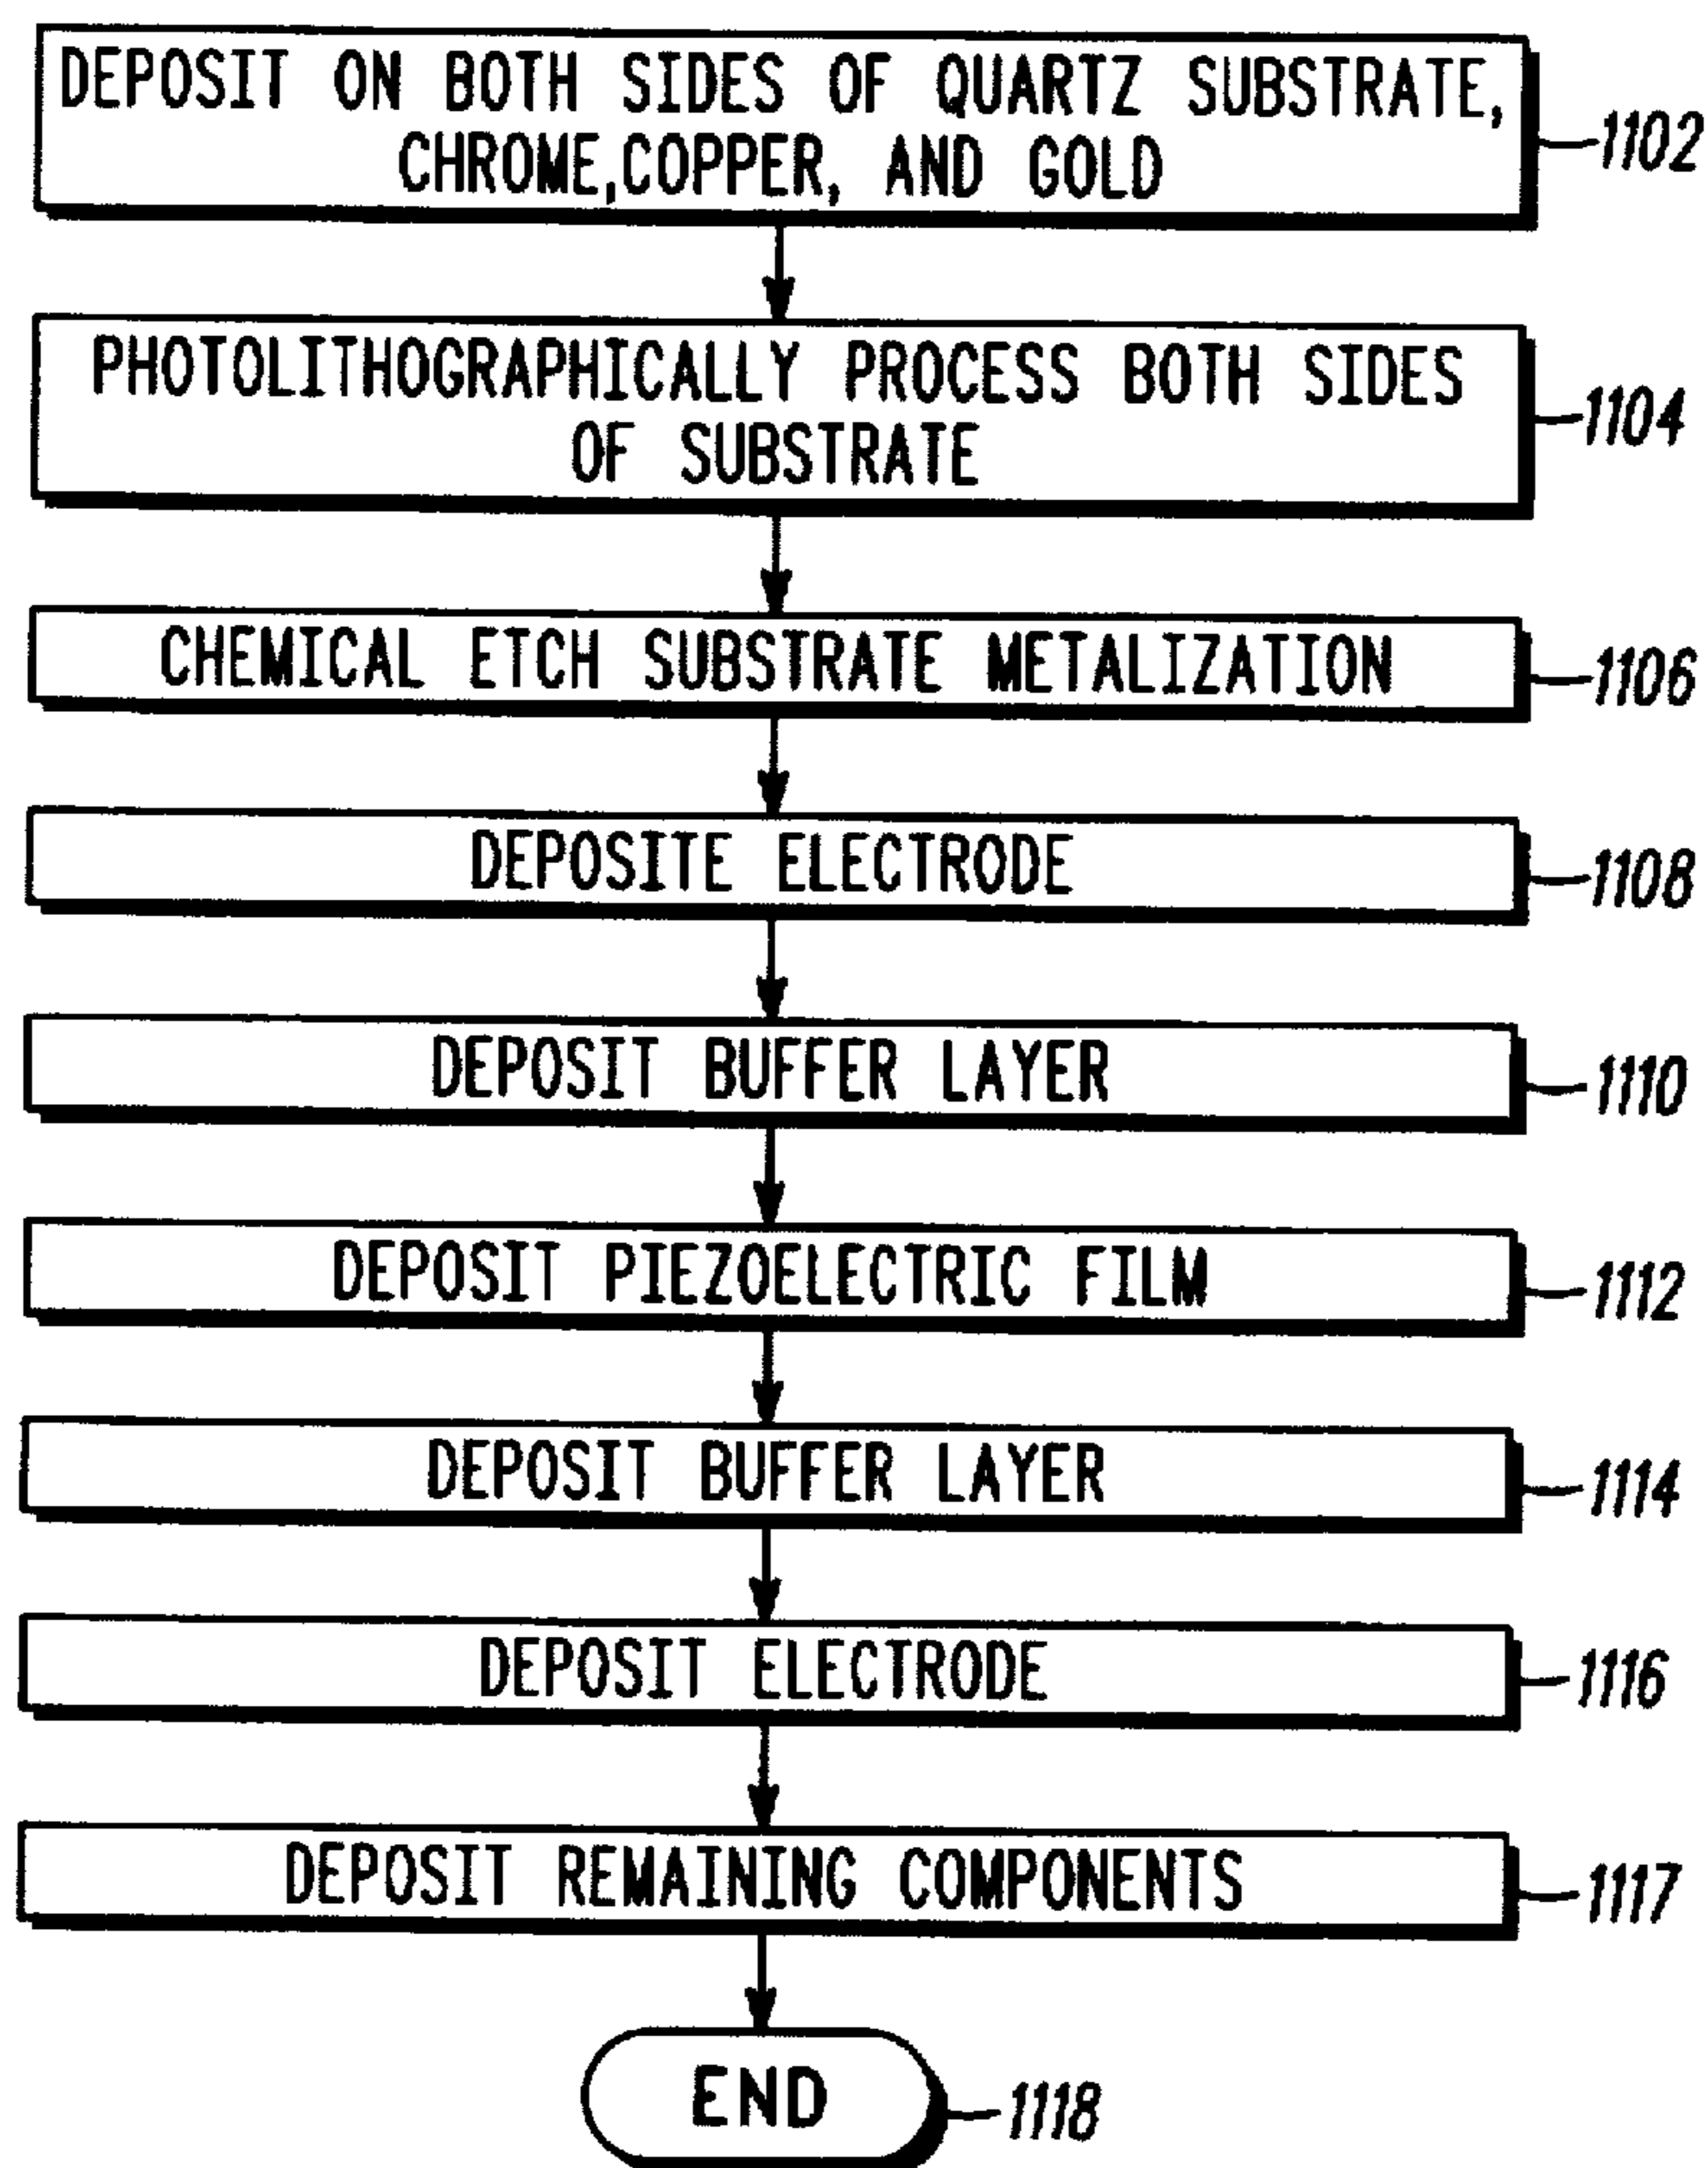 DEPOSIT ON BOTH SIDES OF QUARTZ SUBSTRATE,
CHROME,COPPER, AND GOLD
1102
PHOTOLITHOGRAPHICALLY PROCESS BOTH SIDES
OF SUBSTRATE
1104
CHEMICAL ETCH SUBSTRATE METALIZATION
1106
DEPOSITE ELECTRODE
1108
DEPOSIT BUFFER LAYER
1110
DEPOSIT PIEZOELECTRIC FILM
1112
DEPOSIT BUFFER LAYER
1114
DEPOSIT ELECTRODE
1116
DEPOSIT REMAINING COMPONENTS
1117
END
1118